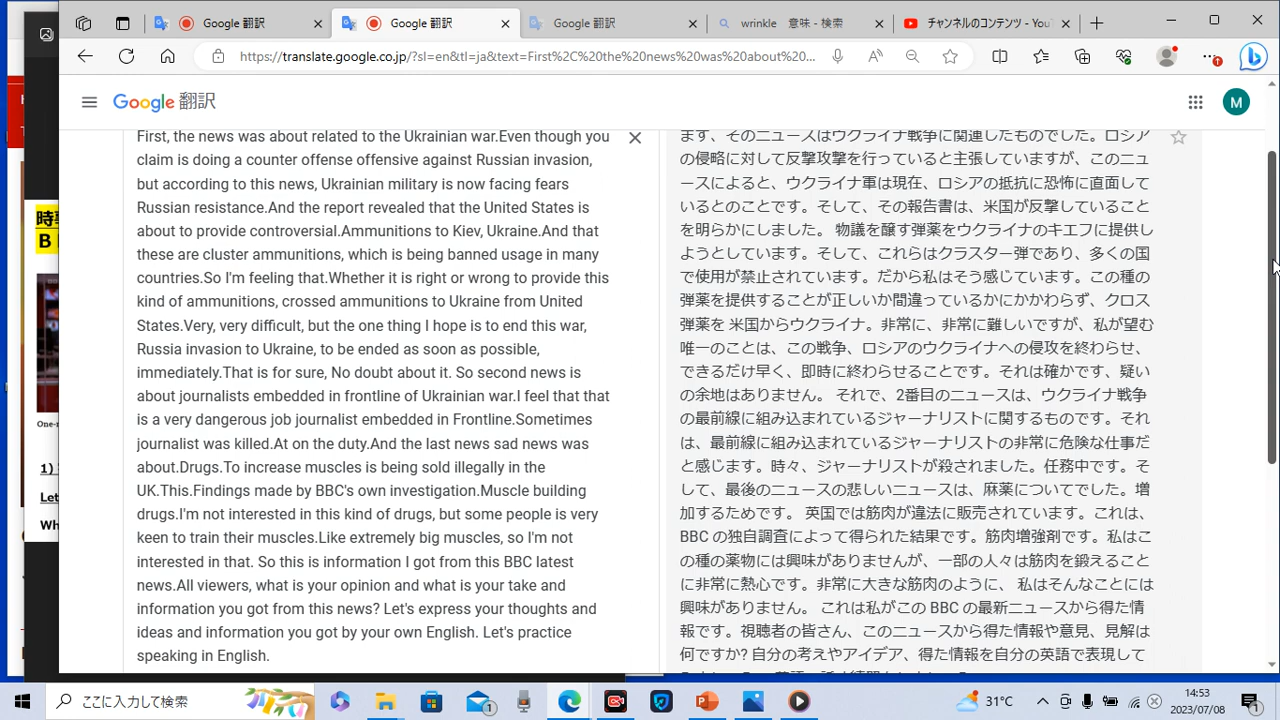 Google 翻訳
Google 翻訳
Google 翻訳
wrinkle 意味 - 検索
チャンネルのコンテンツ - You
https://translate.google.co.jp/?sl=en&tl=ja&text=First%2C%20the%20news%20was%20about%20...
Google 翻訳
M
First, the news was about related to the Ukrainian war.Even though you
claim is doing a counter offense offensive against Russian invasion,
but according to this news, Ukrainian military is now facing fears
Russian resistance.And the report revealed that the United States is
about to provide controversial.Ammunitions to Kiev, Ukraine.And that
these are cluster ammunitions, which is being banned usage in many
countries.So I'm feeling that.Whether it is right or wrong to provide this
kind of ammunitions, crossed ammunitions to Ukraine from United
States.Very, very difficult, but the one thing I hope is to end this war,
Russia invasion to Ukraine, to be ended as soon as possible,
immediately.That is for sure, No doubt about it. So second news is
about journalists embedded in frontline of Ukrainian war.I feel that that
is a very dangerous job journalist embedded in Frontline.Sometimes
journalist was killed.At on the duty.And the last news sad news was
about.Drugs.To increase muscles is being sold illegally in the
UK.This.Findings made by BBC's own investigation.Muscle building
drugs.I'm not interested in this kind of drugs, but some people is very
keen to train their muscles.Like extremely big muscles, so I'm not
interested in that. So this is information I got from this BBC latest
news.All viewers, what is your opinion and what is your take and
information you got from this news? Let's express your thoughts and
ideas and information you got by your own English. Let's practice
speaking in English.
ます、そのニュースはウクライナ戦争に関連したものでした。ロシア
の侵略に対して反撃攻撃を行っていると主張していますが、このニュ
ースによると、ウクライナ軍は現在、ロシアの抵抗に恐怖に直面して
いるとのことです。そして、その報告書は、米国が反撃していること
を明らかにしました。 物議を醸す弾薬をウクライナのキエフに提供し
ようとしています。そして、これらはクラスター弾であり、多くの国
で使用が禁止されています。だから私はそう感じています。この種の
弾薬を提供することが正しいか間違っているかにかかわらず、クロス
弾薬を 米国からウクライナ。非常に、非常に難しいですが、私が望む
唯一のことは、この戦争、ロシアのウクライナへの侵攻を終わらせ、
できるだけ早く、即時に終わらせることです。それは確かです、疑い
の余地はありません。 それで、2番目のニュースは、ウクライナ戦争
の最前線に組み込まれているジャーナリストに関するものです。それ
は、最前線に組み込まれているジャーナリストの非常に危険な仕事だ
と感じます。時々、ジャーナリストが殺されました。任務中です。そ
して、最後のニュースの悲しいニュースは、麻薬についてでした。増
加するためです。 英国では筋肉が違法に販売されています。これは、
BBC の独自調査によって得られた結果です。筋肉増強剤です。私はこ
の種の薬物には興味がありませんが、一部の人々は筋肉を鍛えること
に非常に熱心です。非常に大きな筋肉のように、 私はそんなことには
興味がありません。 これは私がこの BBC の最新ニュースから得た情
報です。視聴者の皆さん、このニュースから得た情報や意見、見解は
何ですか? 自分の考えやアイデア、得た情報を自分の英語で表現して
時
B
One-
1)
Let
Wh
ここに入力して検索
31°C
14:53
2023/07/08